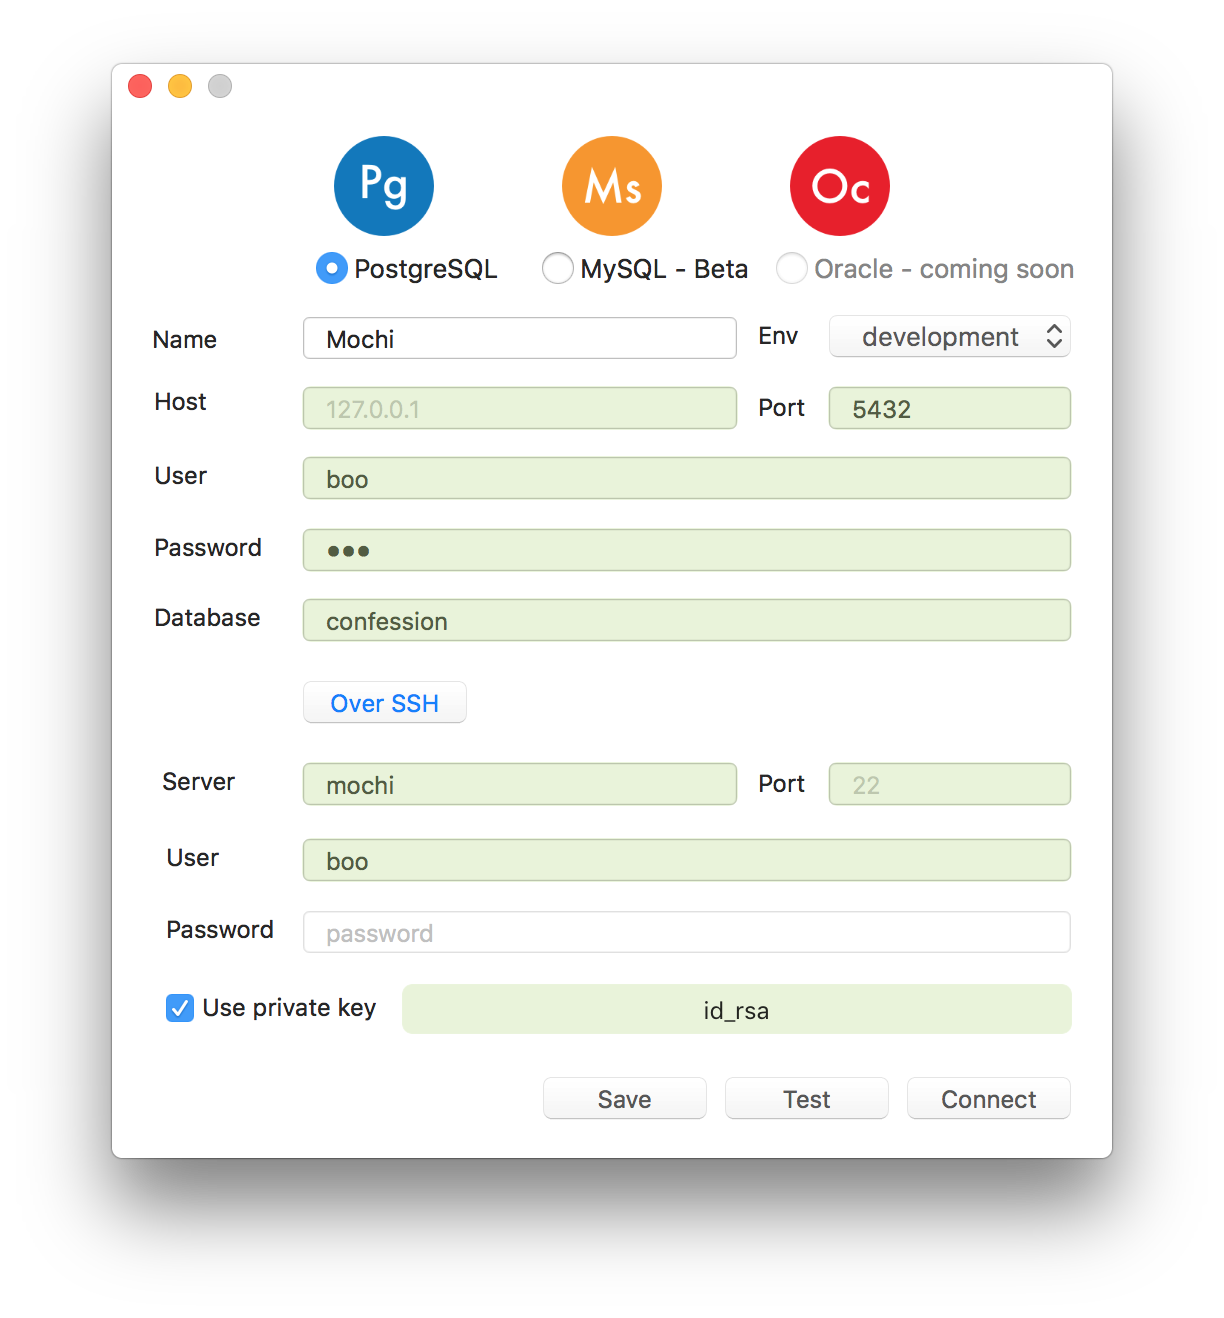 Pg Ms Oc
PostgreSQL MySQL - Beta Oracle - coming soon
Name Mochi Env development
Host 127.0.0.1 Port 5432
User boo
Password ●●●
Database confession
Over SSH
Server mochi Port 22
User boo
Password password
Use private key id_rsa
Save Test Connect